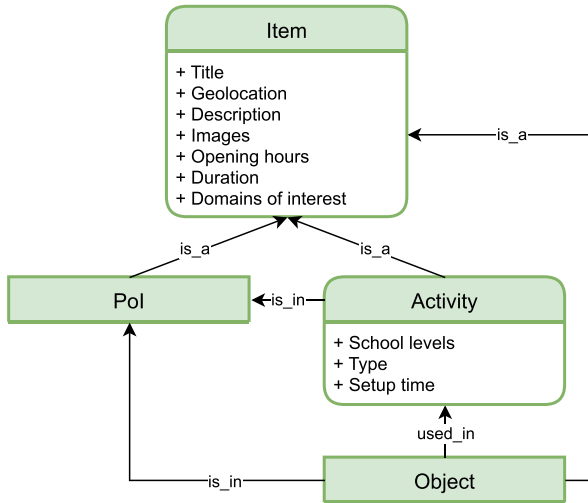 Item
+ Title
+ Geolocation
+ Description
+ Images
+ Opening hours
+ Duration
+ Domains of interest
is_a
is_a
is_a
PoI
is_in
Activity
+ School levels
+ Type
+ Setup time
used_in
is_in
Object